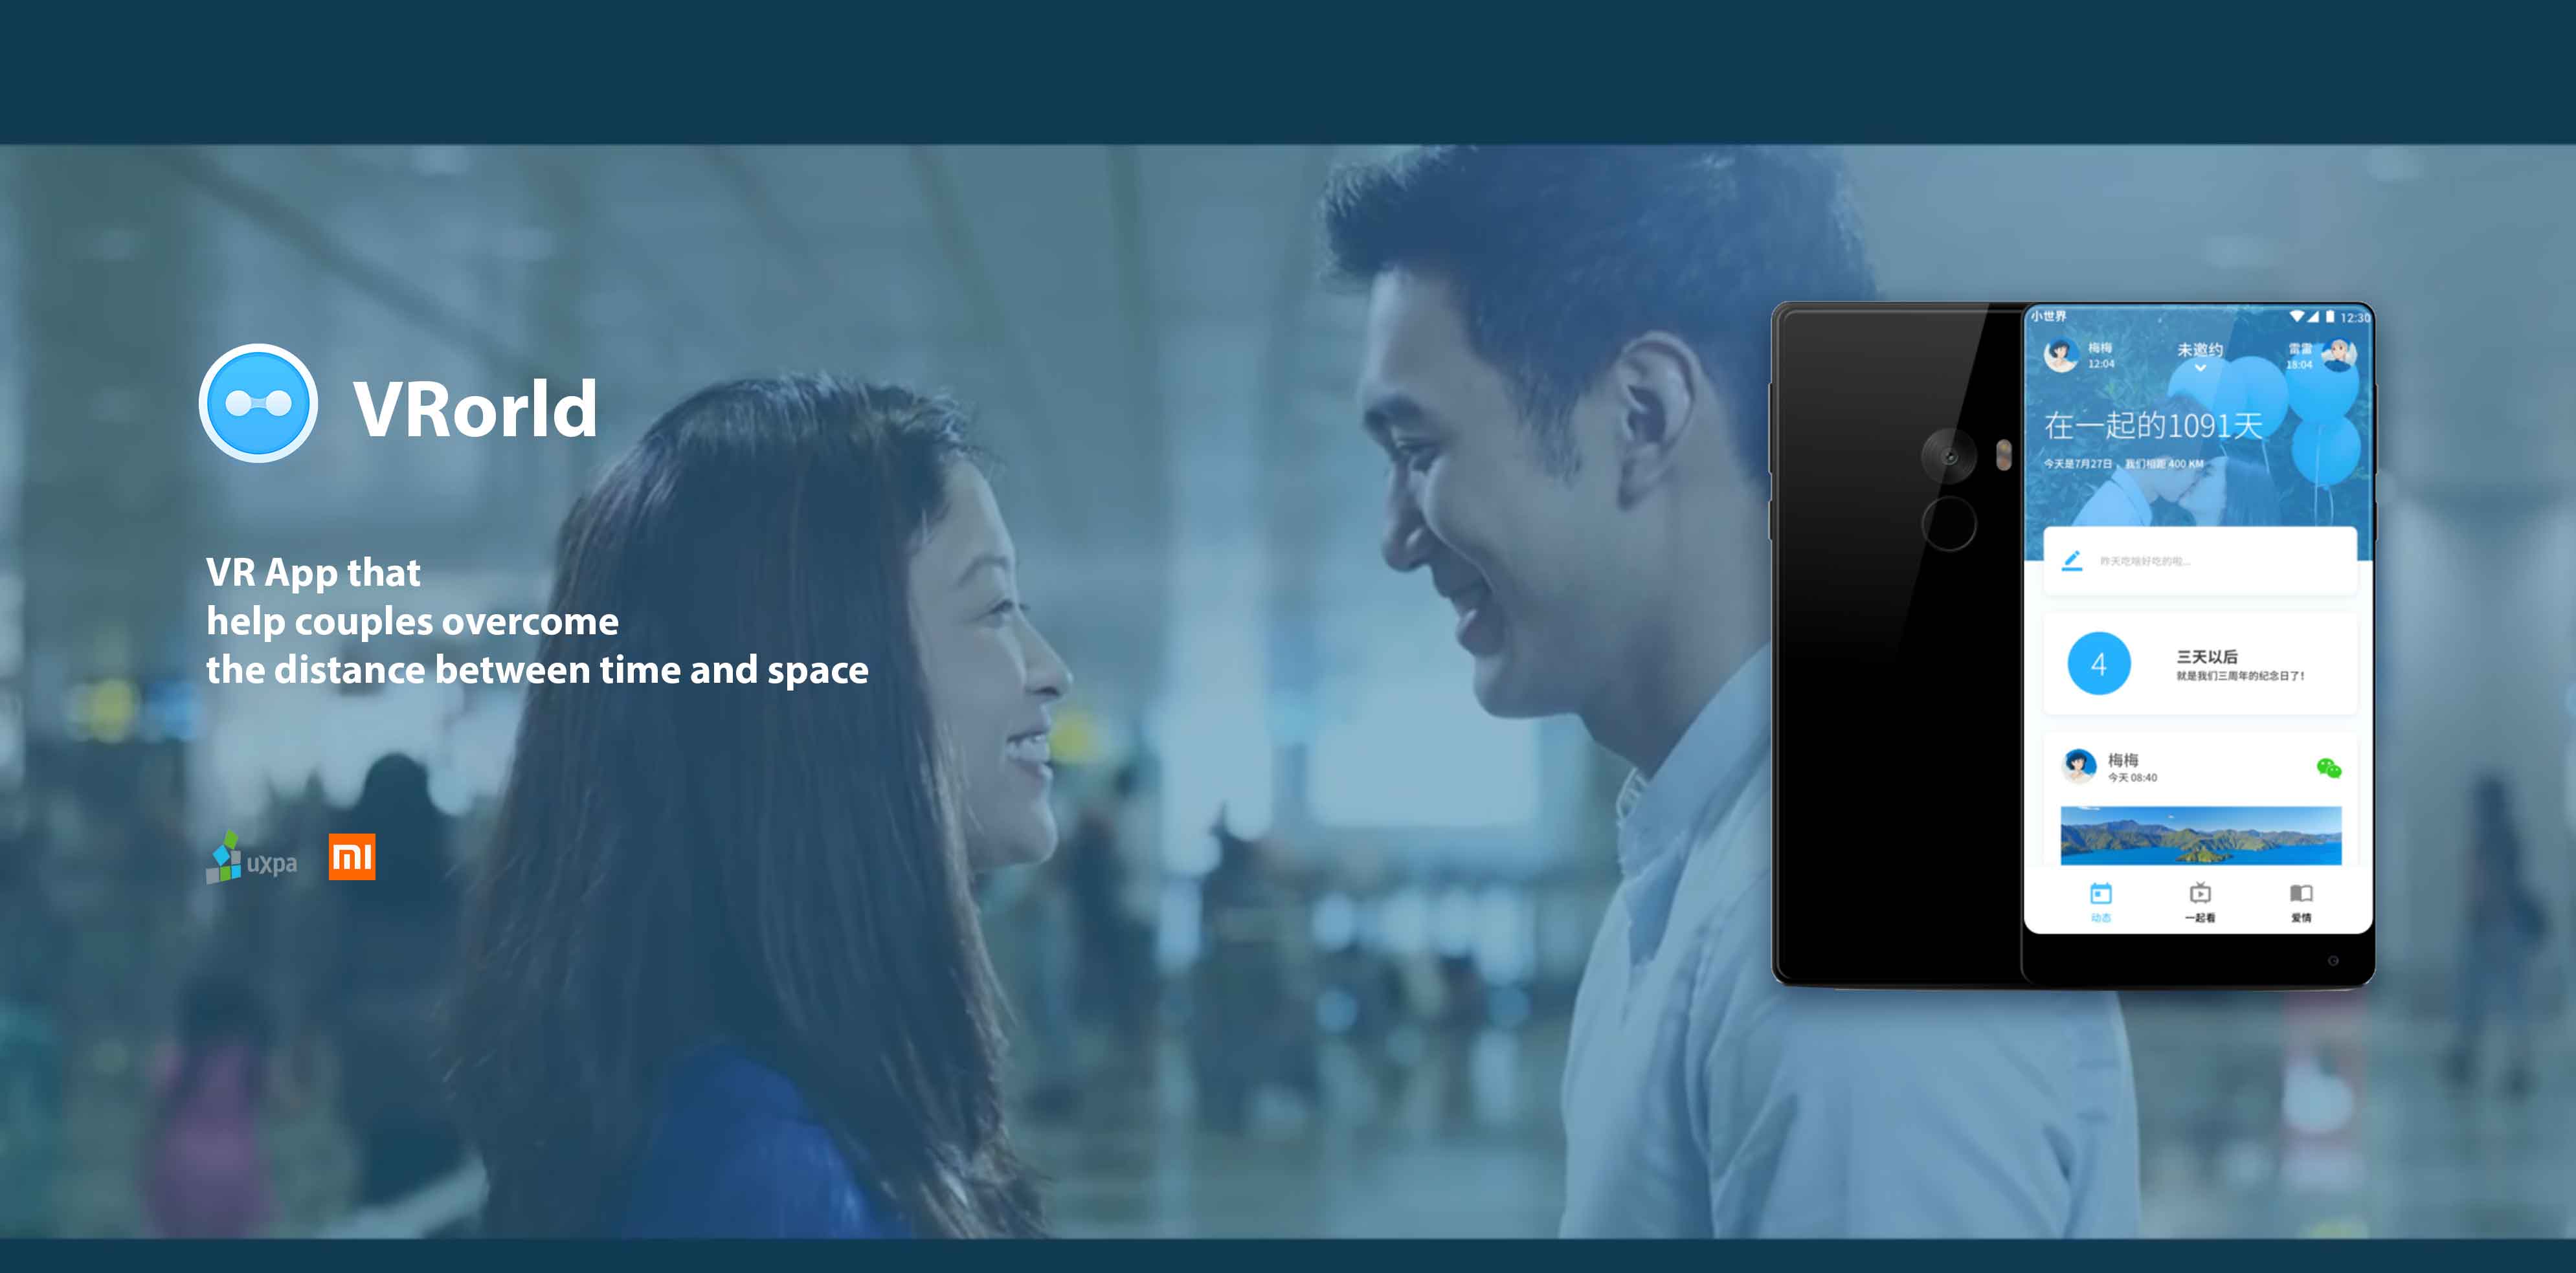 VRorld
VR App that
help couples overcome
the distance between time and space
uxpa
mi
小世界
12:30
梅梅
12:04
未邀约
雷雷
18:04
在一起的1091天
今天是7月27日，我们相距 400 KM
昨天吃啥好吃的啦...
4
三天以后
就是我们三周年的纪念日了!
梅梅
今天 08:40
动态
一起看
爱情